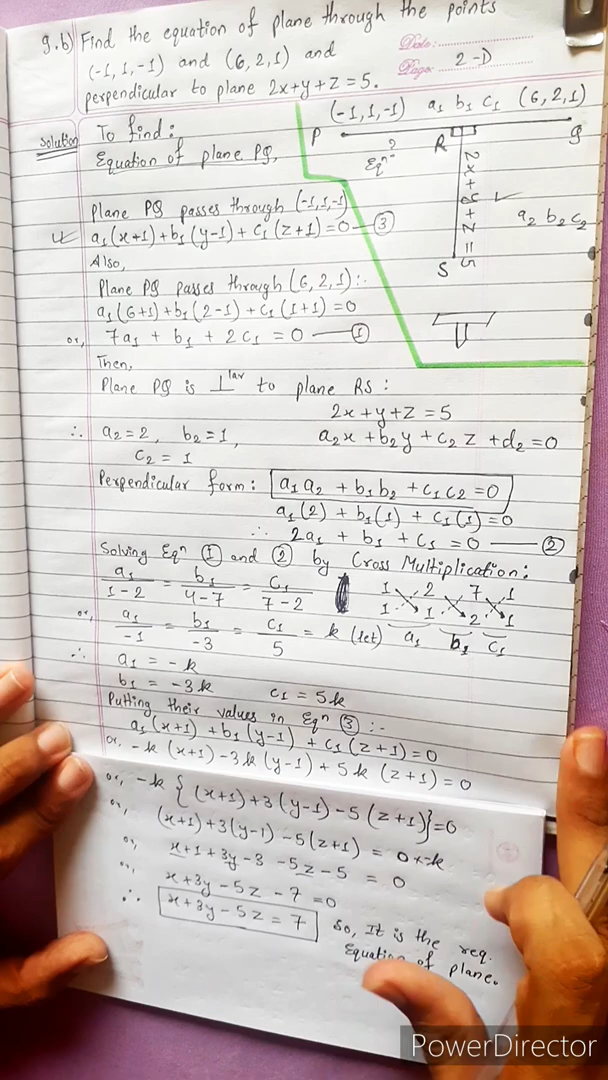 9.b) Find the equation of plane through the points
(-1, 1, -1) and (6, 2, 1) and
perpendicular to plane 2x+y+z=5.
Date:
Page: 2-D
Solution
To find:
Equation of plane PQ,
(-1,1,-1) a₁ b₁ c₁ (6,2,1)
P R Q
?
Eqⁿ
2x+y+z=5
a₂ b₂ c₂
S
Plane PQ passes through (-1,1,-1)
a₁(x+1)+b₁(y-1)+c₁(z+1)=0 — ③
Also,
Plane PQ passes through (6,2,1):-
a₁(6+1)+b₁(2-1)+c₁(1+1)=0
or, 7a₁ + b₁ + 2c₁ = 0 — ①
Then,
Plane PQ is ⊥lar to plane RS:
2x+y+z=5
∴ a₂=2, b₂=1, a₂x+b₂y+c₂z+d₂=0
c₂=1
Perpendicular form: a₁a₂+b₁b₂+c₁c₂=0
a₁(2)+b₁(1)+c₁(1)=0
∴ 2a₁+b₁+c₁=0 — ②
Solving Eqⁿ ① and ② by Cross Multiplication:
a₁/(1-2) = b₁/(4-7) = c₁/(7-2)
1 2 7 1
1 1 2 1
a₁ b₁ c₁
or, a₁/-1 = b₁/-3 = c₁/5 = k (let)
∴ a₁ = -k
b₁ = -3k c₁ = 5k
Putting their values in Eqⁿ ③:-
a₁(x+1)+b₁(y-1)+c₁(z+1)=0
or, -k(x+1)-3k(y-1)+5k(z+1)=0
or, -k{(x+1)+3(y-1)-5(z+1)}=0
or, (x+1)+3(y-1)-5(z+1) = 0×-k
or, x+1+3y-3-5z-5 = 0
or, x+3y-5z-7=0
∴ x+3y-5z=7 So, It is the req.
Equation of plane.
PowerDirector